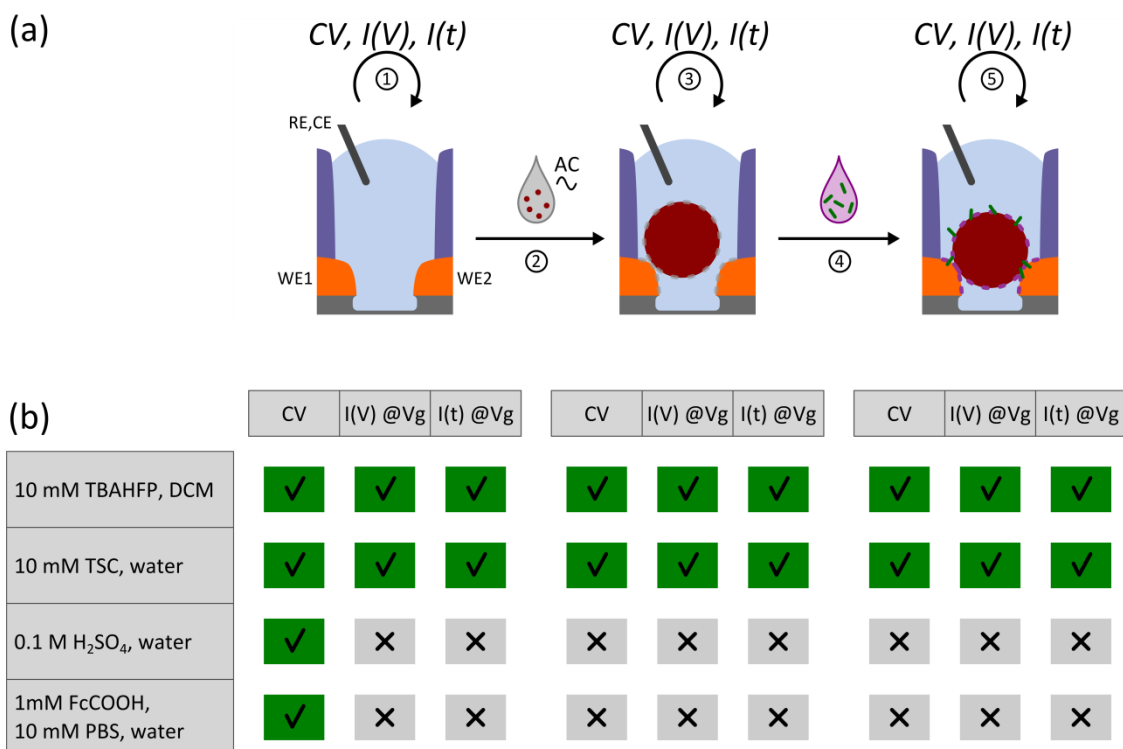 (a)
CV, I(V), I(t) CV, I(V), I(t) CV, I(V), I(t)
① ③ ⑤
RE,CE
AC
② ④
WE1 WE2
(b)
CV I(V) @Vg I(t) @Vg CV I(V) @Vg I(t) @Vg CV I(V) @Vg I(t) @Vg
10 mM TBAHFP, DCM
10 mM TSC, water
0.1 M H₂SO₄, water
1mM FcCOOH,
10 mM PBS, water